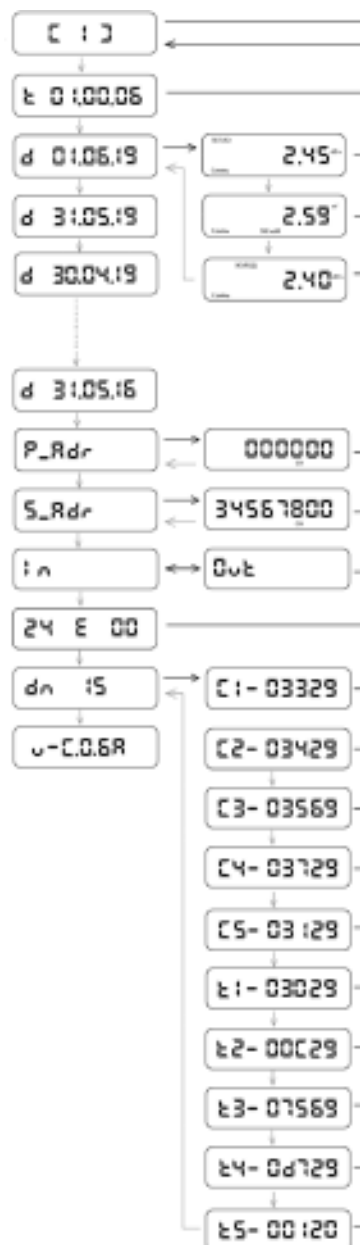 [ 1 ]
t 01.00.06
d 01.06.19
2.45
d 31.05.19
2.59
d 30.04.19
2.40
d 31.05.16
P_Adr
000000
S_Adr
34567800
In
Out
24 E 00
dn 15
C1-03329
u-C.0.6A
C2-03429
C3-03569
C4-03729
C5-03129
t1-03029
t2-00C29
t3-07569
t4-0d729
t5-00120